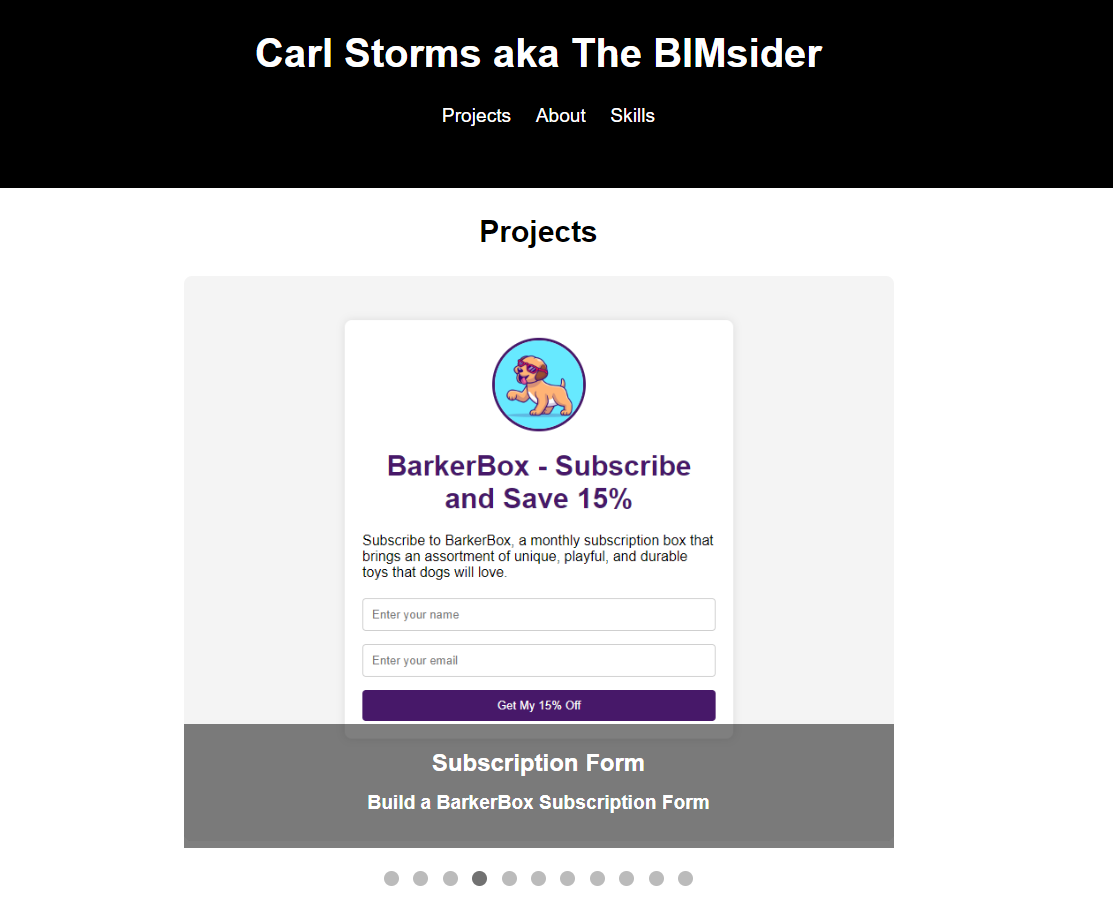 Carl Storms aka The BIMsider
Projects About Skills
Projects
BarkerBox - Subscribe
and Save 15%
Subscribe to BarkerBox, a monthly subscription box that
brings an assortment of unique, playful, and durable
toys that dogs will love.
Enter your name
Enter your email
Get My 15% Off
Subscription Form
Build a BarkerBox Subscription Form